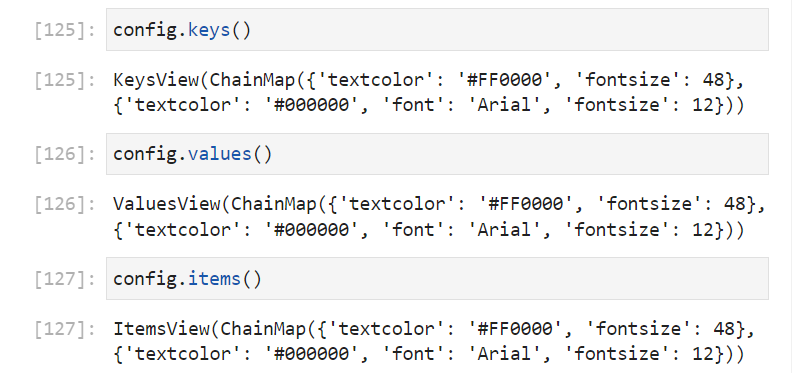 [125]: config.keys()
[125]: KeysView(ChainMap({'textcolor': '#FF0000', 'fontsize': 48},
{'textcolor': '#000000', 'font': 'Arial', 'fontsize': 12}))
[126]: config.values()
[126]: ValuesView(ChainMap({'textcolor': '#FF0000', 'fontsize': 48},
{'textcolor': '#000000', 'font': 'Arial', 'fontsize': 12}))
[127]: config.items()
[127]: ItemsView(ChainMap({'textcolor': '#FF0000', 'fontsize': 48},
{'textcolor': '#000000', 'font': 'Arial', 'fontsize': 12}))